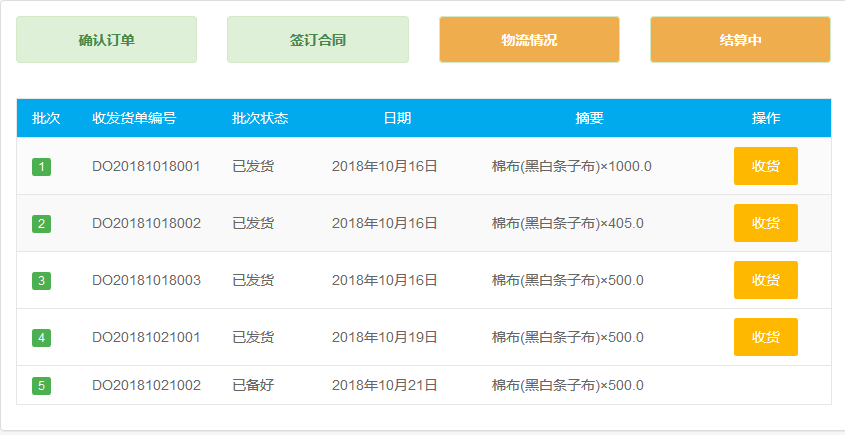 确认订单 签订合同 物流情况 结算中
批次 收发货单编号 批次状态 日期 摘要 操作
1 DO20181018001 已发货 2018年10月16日 棉布(黑白条子布)×1000.0 收货
2 DO20181018002 已发货 2018年10月16日 棉布(黑白条子布)×405.0 收货
3 DO20181018003 已发货 2018年10月16日 棉布(黑白条子布)×500.0 收货
4 DO20181021001 已发货 2018年10月19日 棉布(黑白条子布)×500.0 收货
5 DO20181021002 已备好 2018年10月21日 棉布(黑白条子布)×500.0